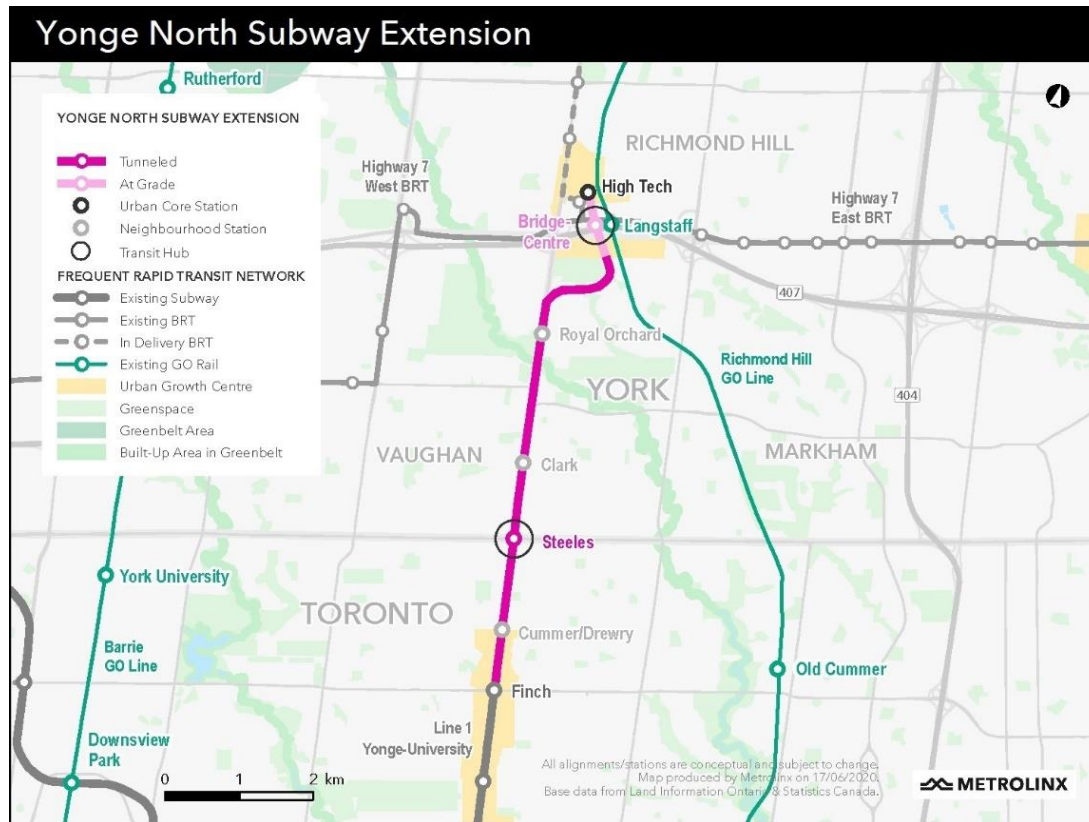 Yonge North Subway Extension
Rutherford
YONGE NORTH SUBWAY EXTENSION
Tunneled
At Grade
Urban Core Station
Neighbourhood Station
Transit Hub
FREQUENT RAPID TRANSIT NETWORK
Existing Subway
Existing BRT
In Delivery BRT
Existing GO Rail
Urban Growth Centre
Greenspace
Greenbelt Area
Built-Up Area in Greenbelt
RICHMOND HILL
Highway 7
West BRT
High Tech
Highway 7
East BRT
Bridge-
Centre
Langstaff
407
Royal Orchard
Richmond Hill
GO Line
YORK
404
VAUGHAN
Clark
MARKHAM
Steeles
York University
TORONTO
Cummer/Drewry
Barrie
GO Line
Old Cummer
Finch
Line 1
Yonge-University
Downsview
Park
0 1 2 km
All alignments/stations are conceptual and subject to change.
Map produced by Metrolinx on 17/06/2020.
Base data from Land Information Ontario & Statistics Canada.
METROLINX